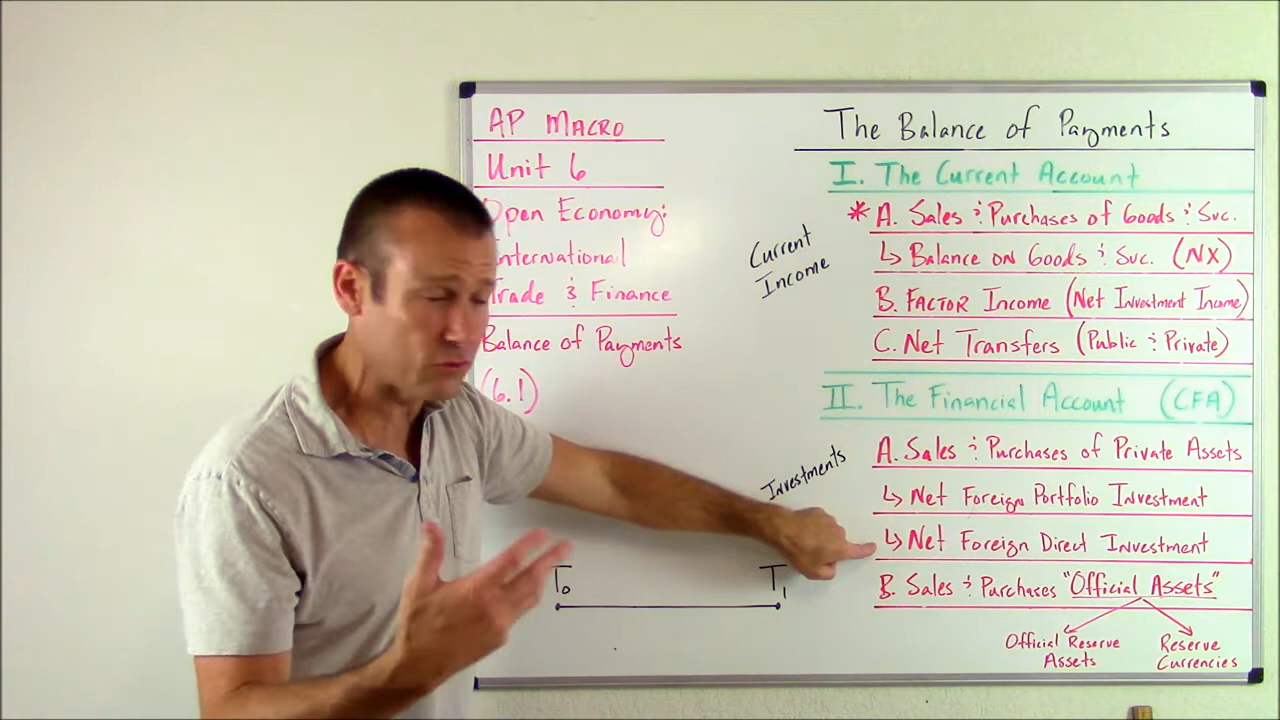 AP MACRO
Unit 6
Open Economy:
International
Trade & Finance
Balance of Payments
(6.1)
T0
T1
The Balance of Payments
I. The Current Account
* A. Sales & Purchases of Goods & Svc.
↳ Balance on Goods & Svc. (NX)
B. FACTOR Income (Net Investment Income)
C. Net Transfers (Public & Private)
Current
Income
II. The Financial Account (CFA)
A. Sales & Purchases of Private Assets
↳ Net Foreign Portfolio Investment
↳ Net Foreign Direct Investment
B. Sales & Purchases "Official Assets"
Investments
Official Reserve
Assets
Reserve
Currencies